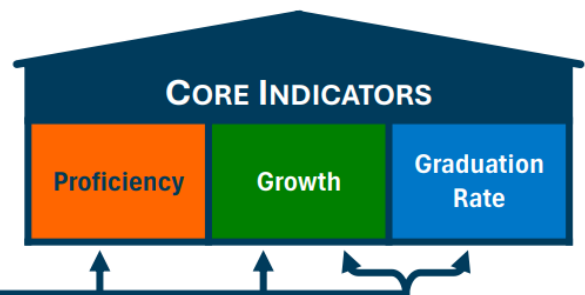 CORE INDICATORS
Proficiency
Growth
Graduation
Rate